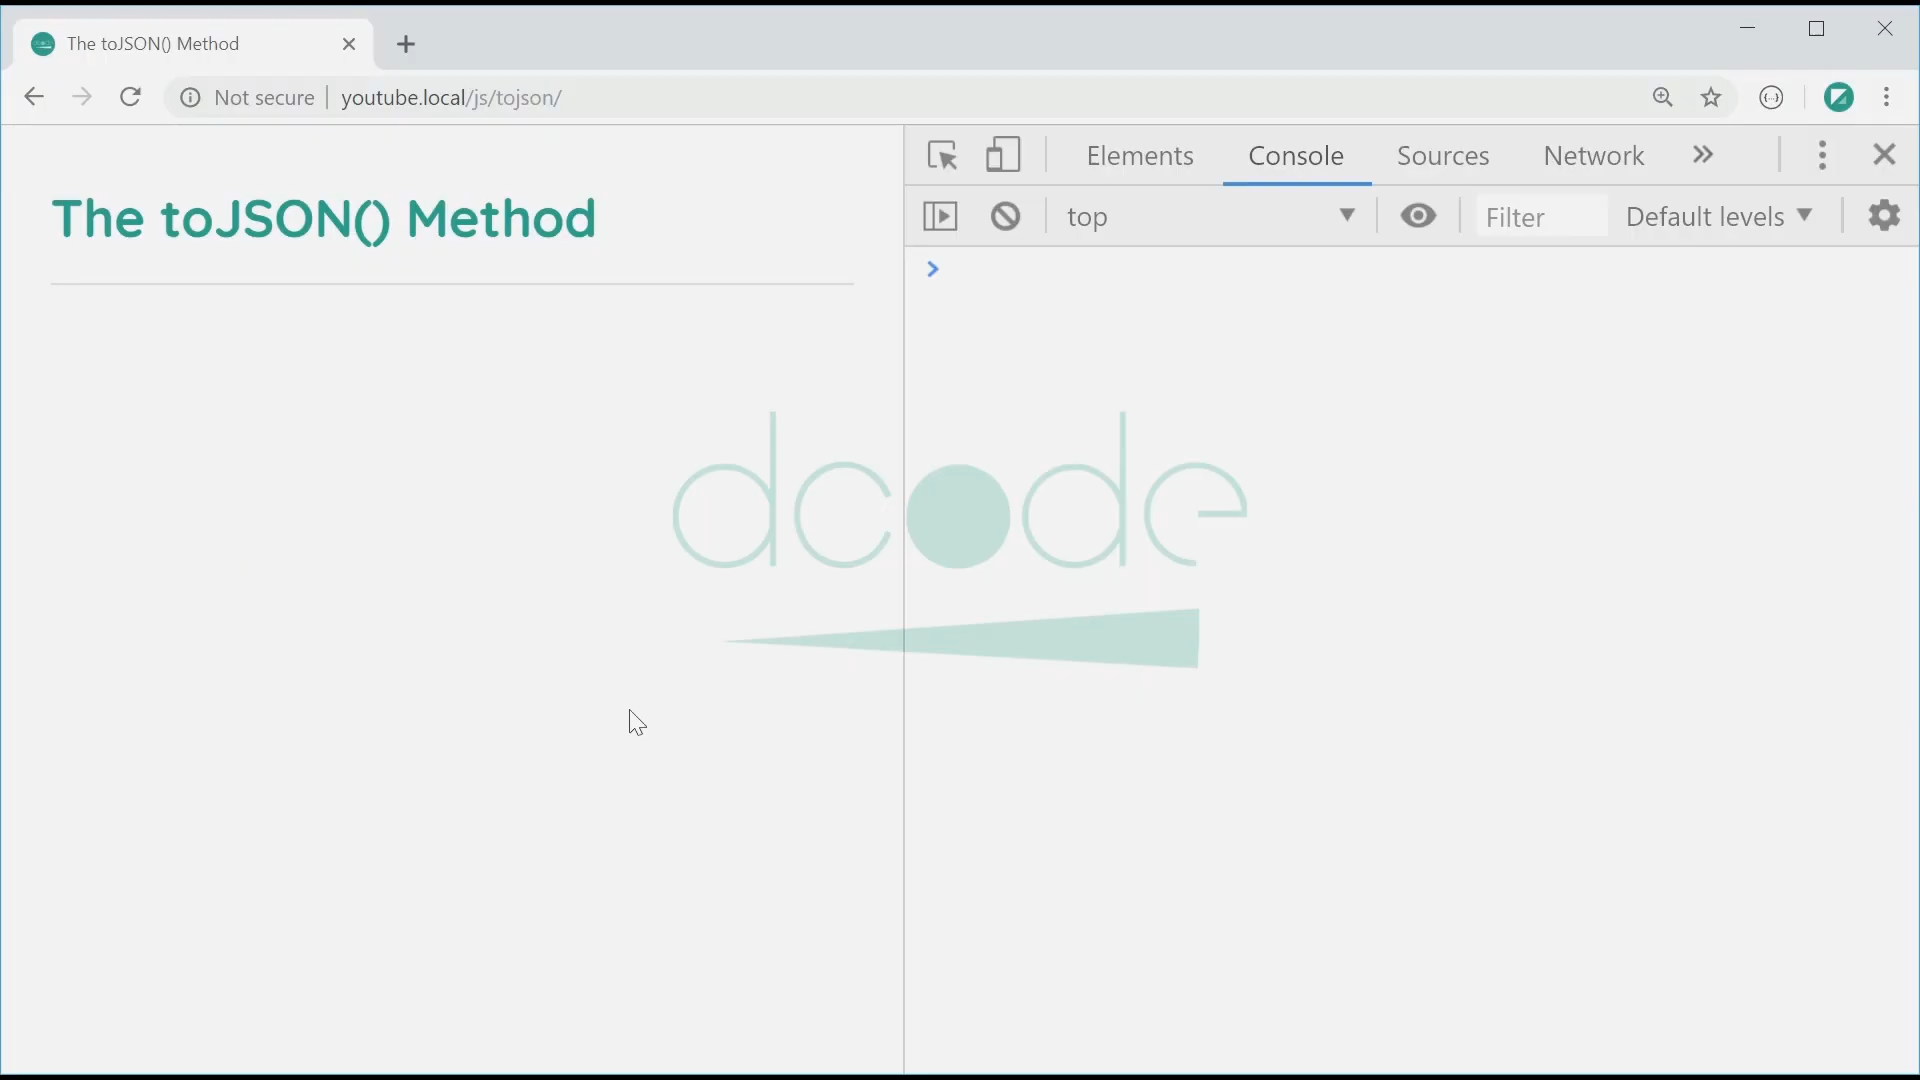 The toJSON() Method
Not secure youtube.local/js/tojson/
The toJSON() Method
Elements Console Sources Network
top Filter Default levels
dcode